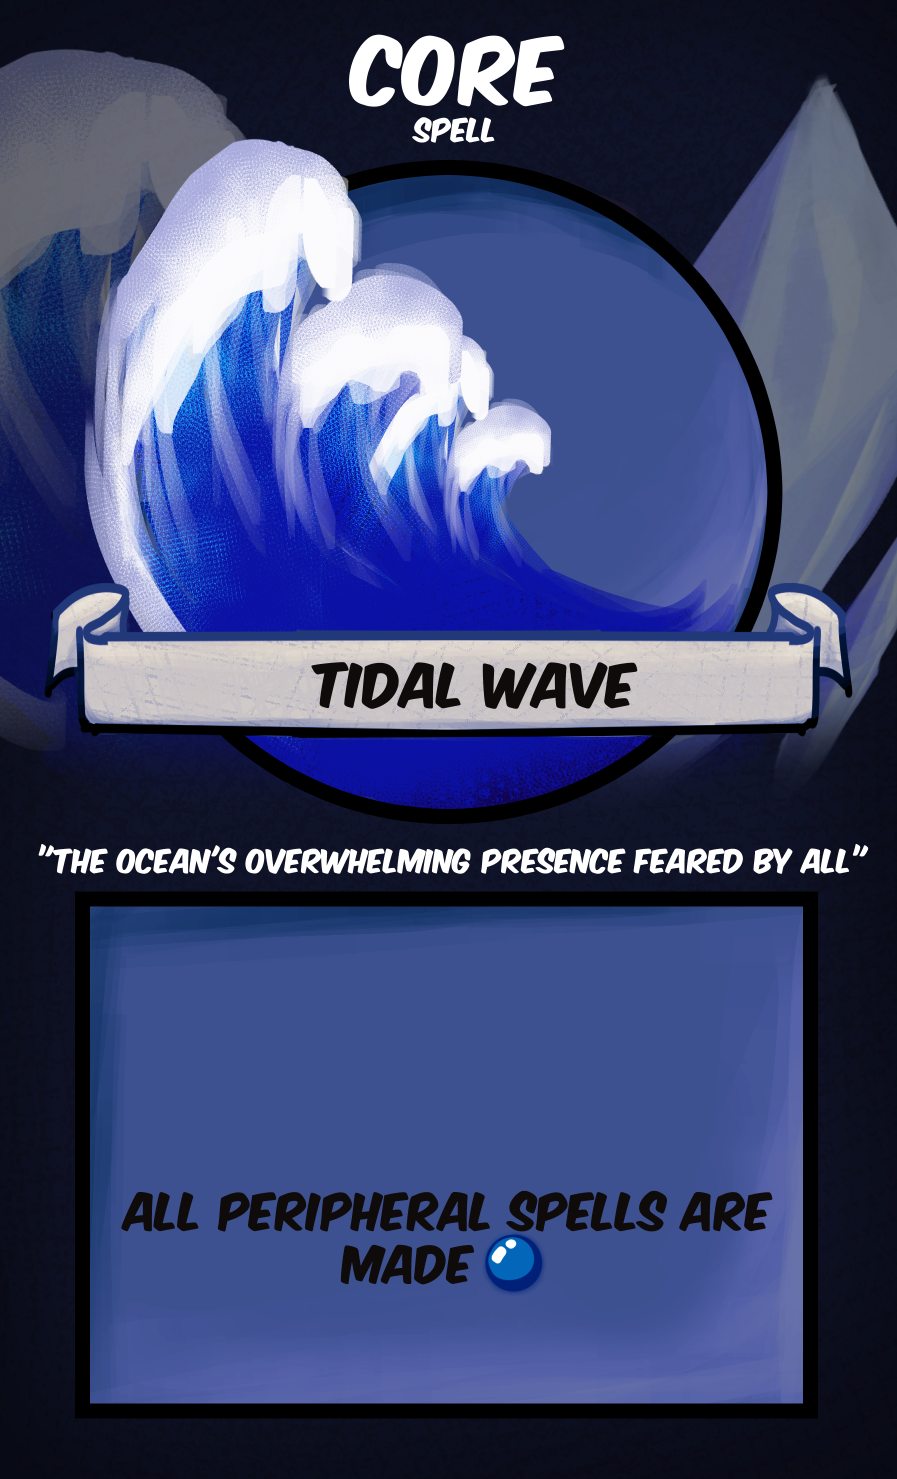 CORE
SPELL
TIDAL WAVE
"THE OCEAN'S OVERWHELMING PRESENCE FEARED BY ALL"
ALL PERIPHERAL SPELLS ARE
MADE